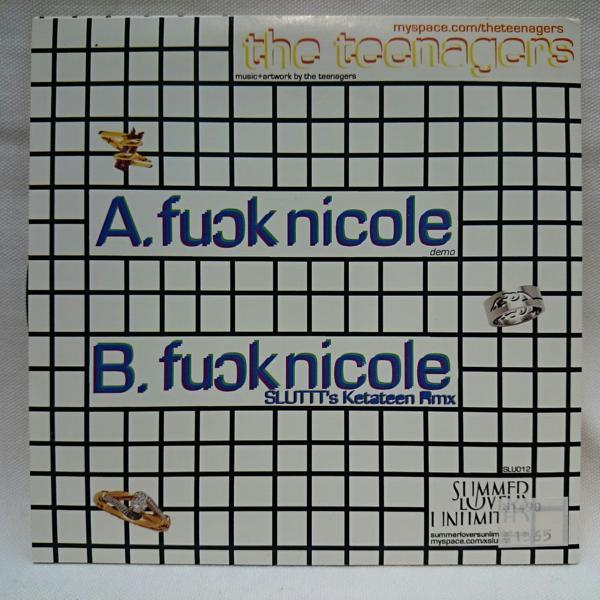 myspace.com/theteenagers
the teenagers
music+artwork by the teenagers
A. fuck nicole
demo
B. fuck nicole
SLUTTT's Ketateen Rmx
SLU012
SUMMER
LOVERS
UNLIMITED
summerloversunlim
myspace.com/xslu